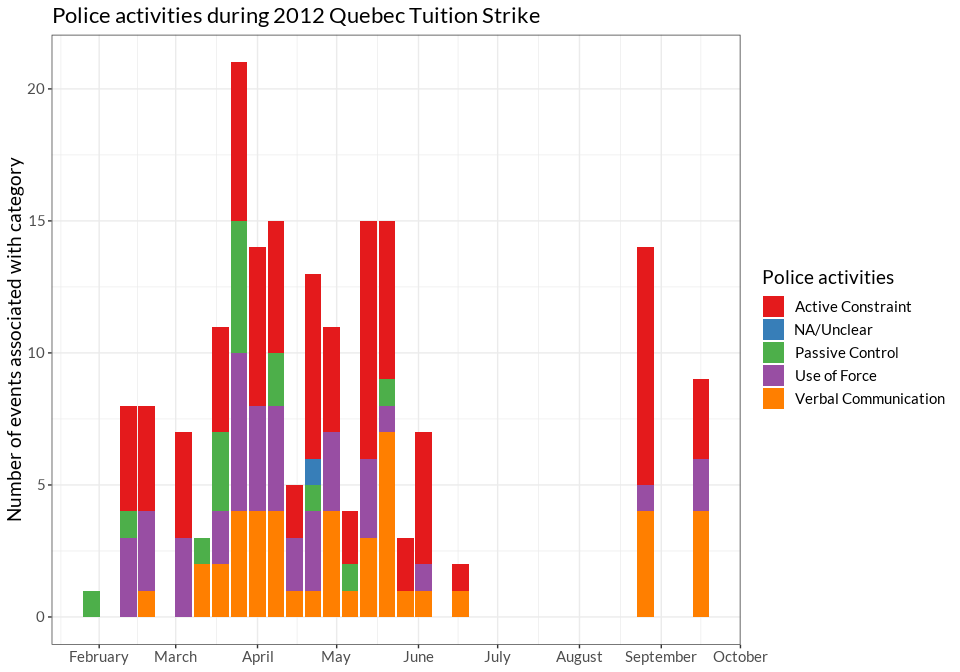 Police activities during 2012 Quebec Tuition Strike
Number of events associated with category
20
15
10
5
0
February March April May June July August September October
Police activities
Active Constraint
NA/Unclear
Passive Control
Use of Force
Verbal Communication